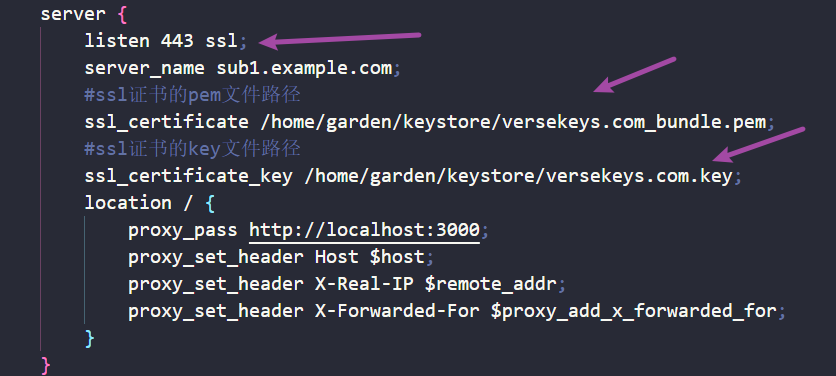 server {
listen 443 ssl;
server_name sub1.example.com;
#ssl证书的pem文件路径
ssl_certificate /home/garden/keystore/versekeys.com_bundle.pem;
#ssl证书的key文件路径
ssl_certificate_key /home/garden/keystore/versekeys.com.key;
location / {
proxy_pass http://localhost:3000;
proxy_set_header Host $host;
proxy_set_header X-Real-IP $remote_addr;
proxy_set_header X-Forwarded-For $proxy_add_x_forwarded_for;
}
}